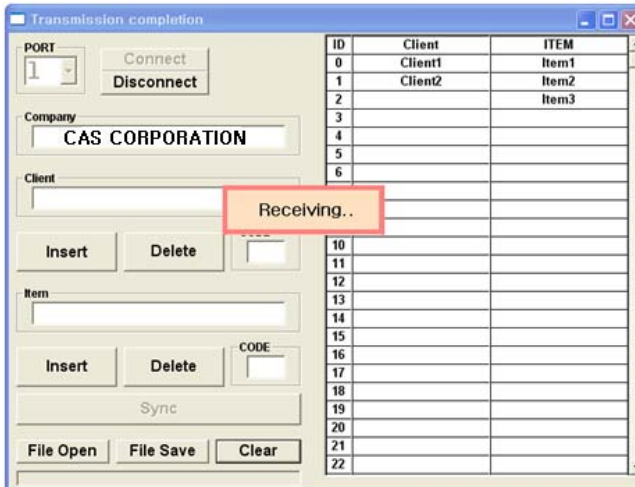 Transmission completion
PORT
1
Connect
Disconnect
Company
CAS CORPORATION
Client
Insert
Delete
Item
Insert
Delete
CODE
Sync
File Open
File Save
Clear
Receiving..
ID Client ITEM
0 Client1 Item1
1 Client2 Item2
2 Item3
3
4
5
6
10
11
12
13
14
15
16
17
18
19
20
21
22